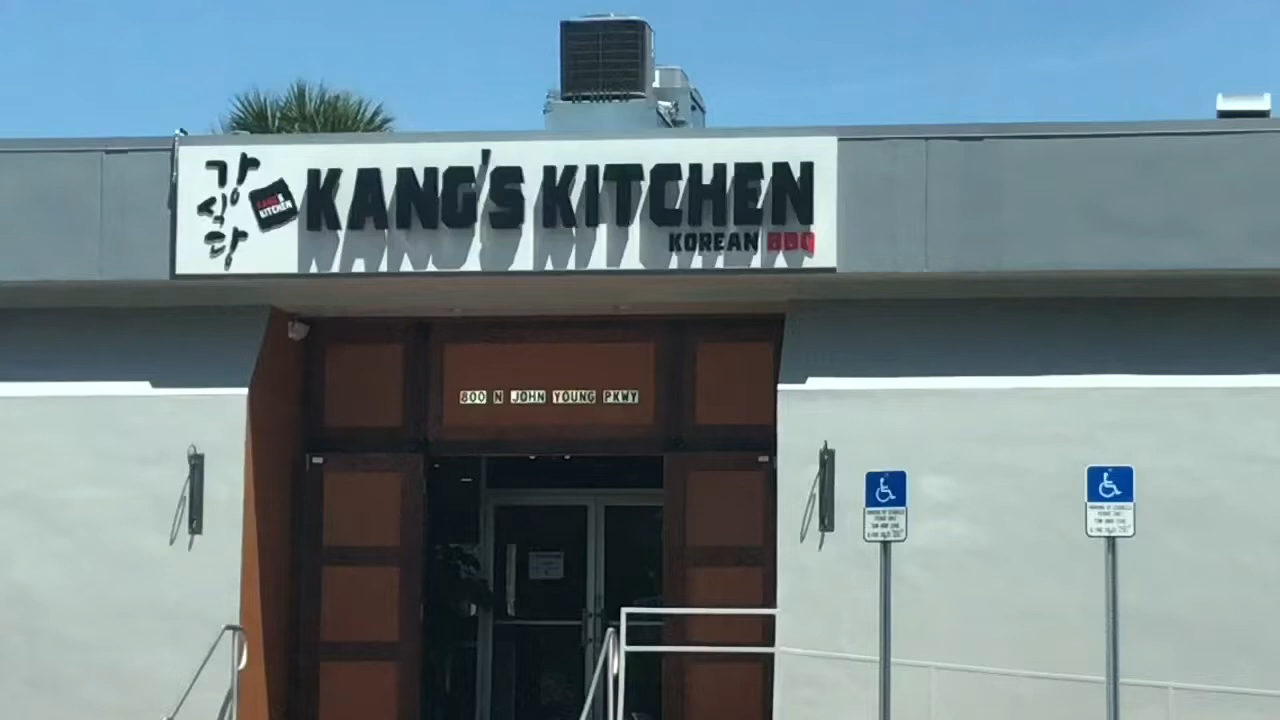 강식당
KANG'S KITCHEN
KANG'S
KITCHEN
KOREAN BBQ
800 N JOHN YOUNG PKWY